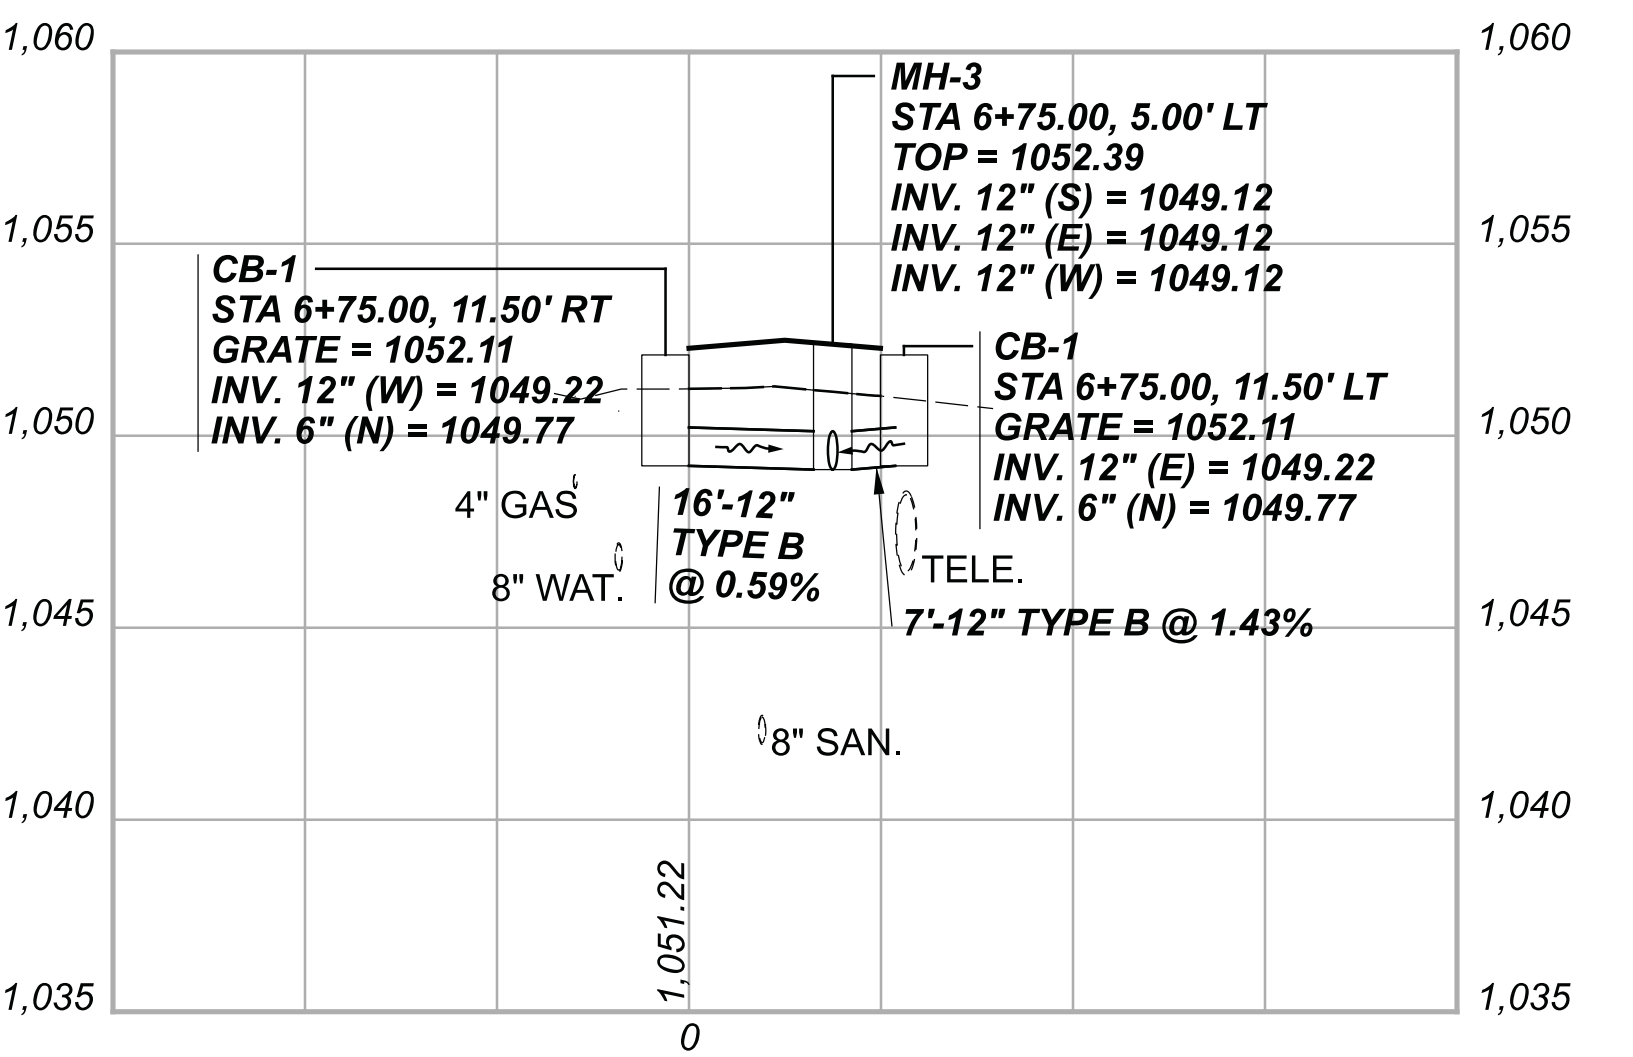 1,060
1,060
MH-3
STA 6+75.00, 5.00' LT
TOP = 1052.39
INV. 12" (S) = 1049.12
INV. 12" (E) = 1049.12
INV. 12" (W) = 1049.12
1,055
1,055
CB-1
STA 6+75.00, 11.50' RT
GRATE = 1052.11
INV. 12" (W) = 1049.22
INV. 6" (N) = 1049.77
CB-1
STA 6+75.00, 11.50' LT
GRATE = 1052.11
INV. 12" (E) = 1049.22
INV. 6" (N) = 1049.77
1,050
1,050
4" GAS
8" WAT.
16'-12"
TYPE B
@ 0.59%
TELE.
7'-12" TYPE B @ 1.43%
1,045
1,045
8" SAN.
1,040
1,040
1,051.22
1,035
1,035
0